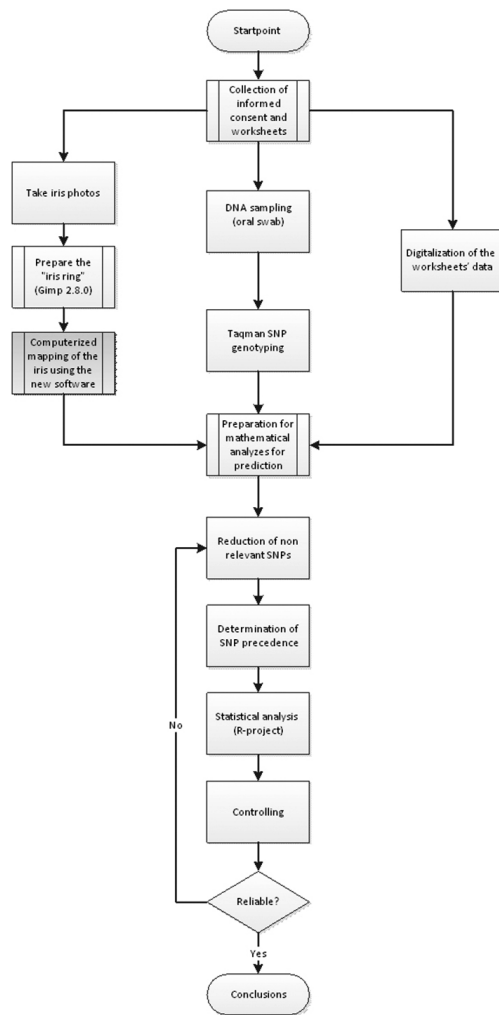 Startpoint
Collection of
informed
consent and
worksheets
Take iris photos
Prepare the
"iris ring"
(Gimp 2.8.0)
Computerized
mapping of the
iris using the
new software
DNA sampling
(oral swab)
Taqman SNP
genotyping
Digitalization of the
worksheets' data
Preparation for
mathematical
analyzes for
prediction
Reduction of non
relevant SNPs
Determination of
SNP precedence
Statistical analysis
(R-project)
Controlling
Reliable?
No
Yes
Conclusions